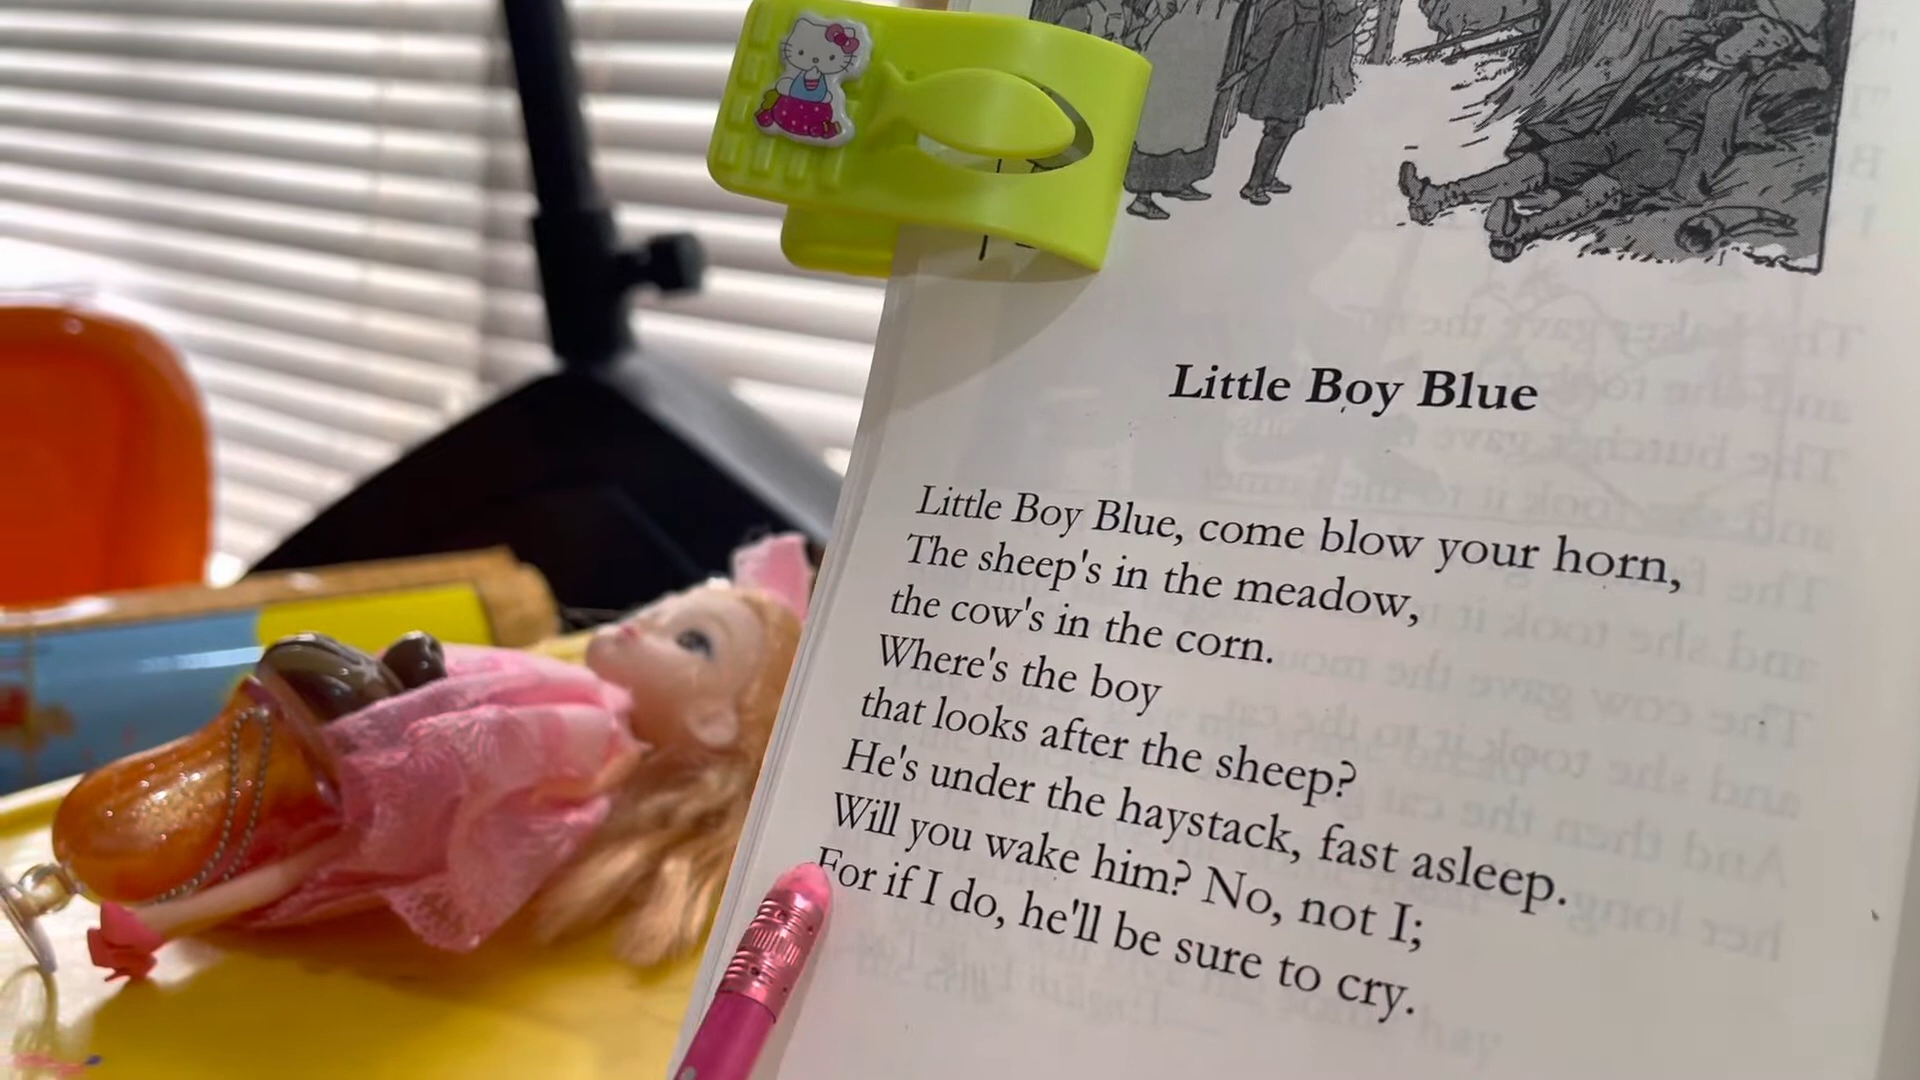 Little Boy Blue
Little Boy Blue, come blow your horn,
The sheep's in the meadow,
the cow's in the corn.
Where's the boy
that looks after the sheep?
He's under the haystack, fast asleep.
Will you wake him? No, not I;
For if I do, he'll be sure to cry.